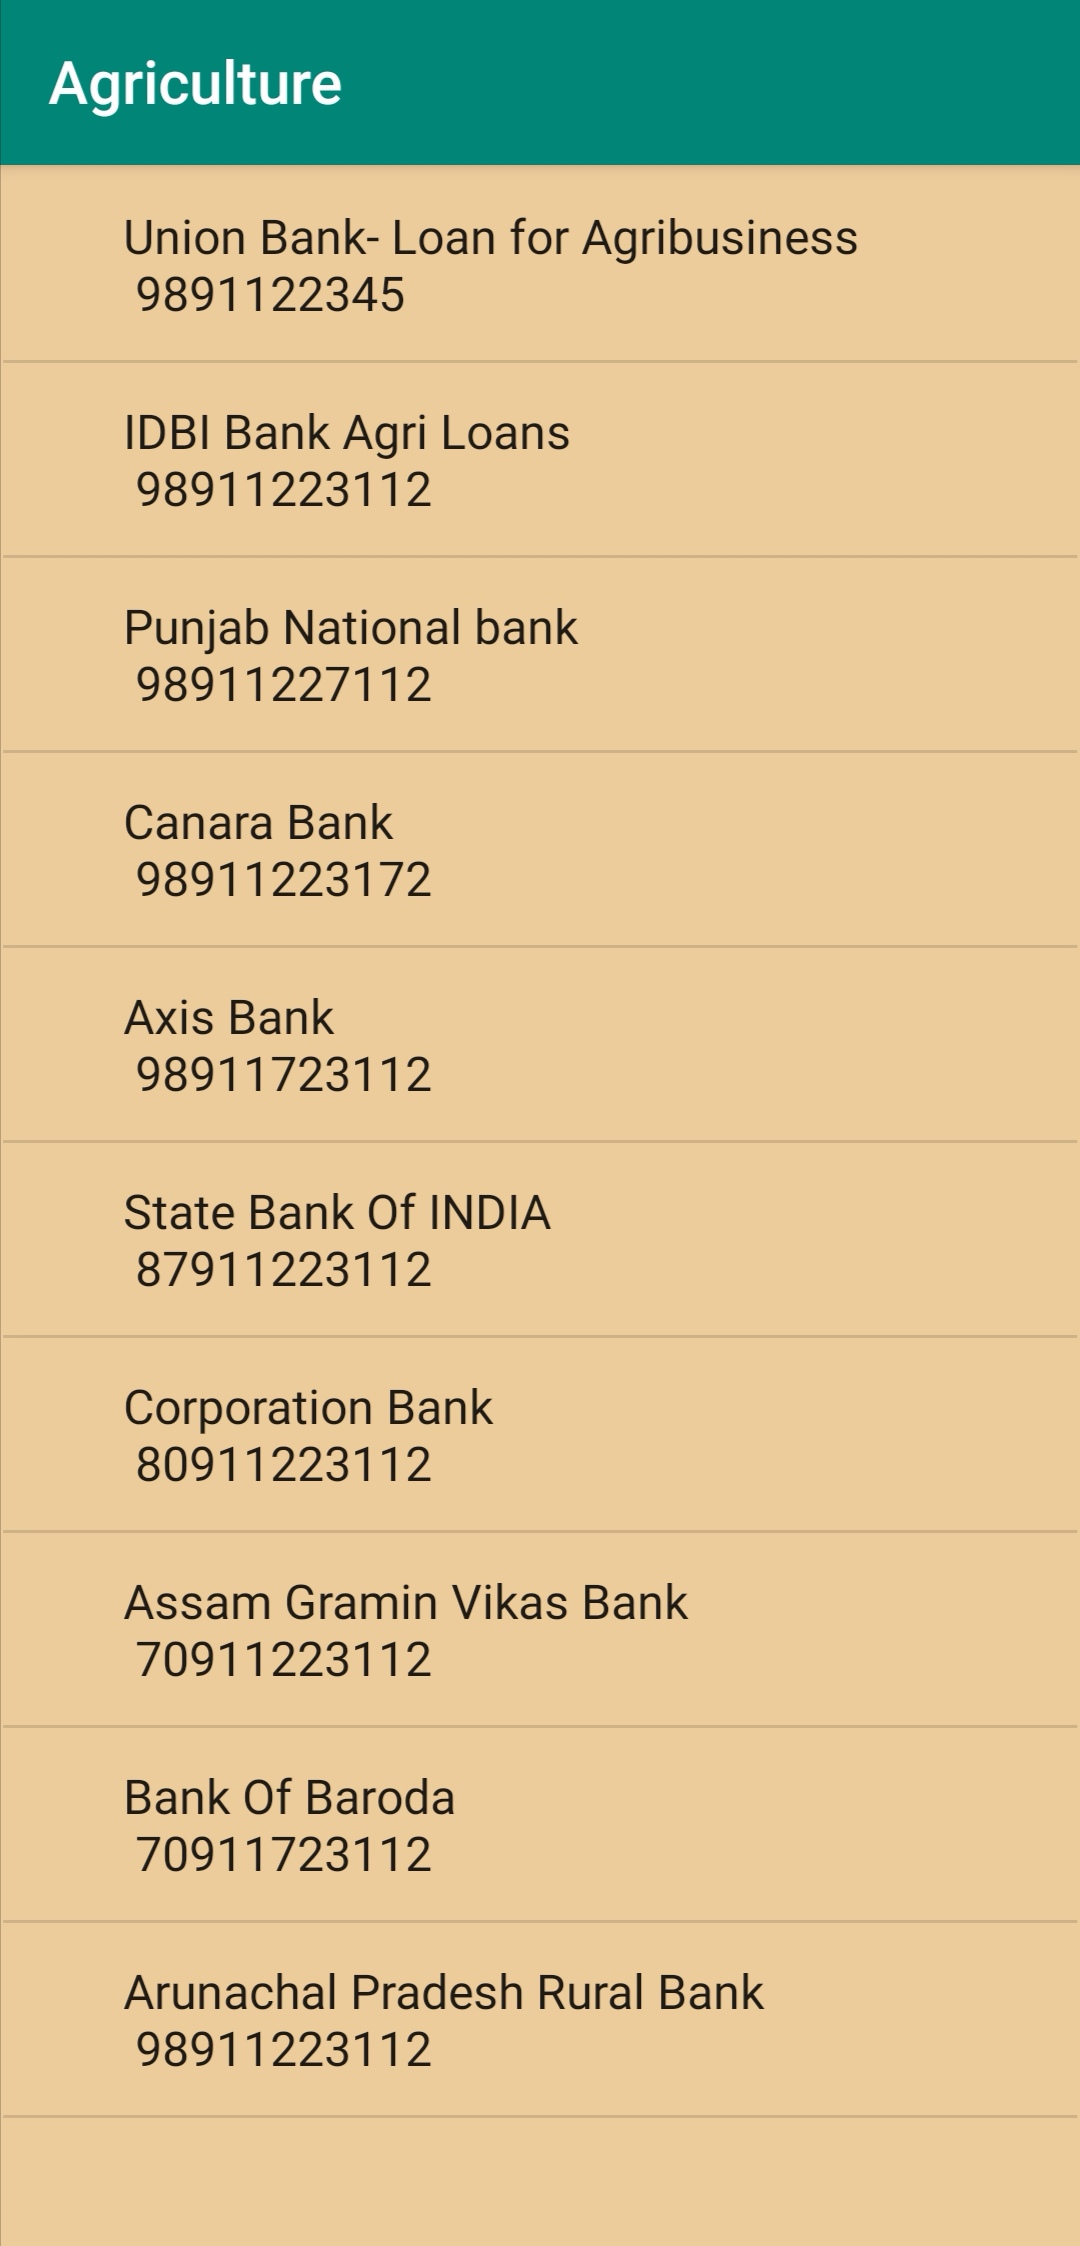 Agriculture
Union Bank- Loan for Agribusiness
9891122345
IDBI Bank Agri Loans
98911223112
Punjab National bank
98911227112
Canara Bank
98911223172
Axis Bank
98911723112
State Bank Of INDIA
87911223112
Corporation Bank
80911223112
Assam Gramin Vikas Bank
70911223112
Bank Of Baroda
70911723112
Arunachal Pradesh Rural Bank
98911223112